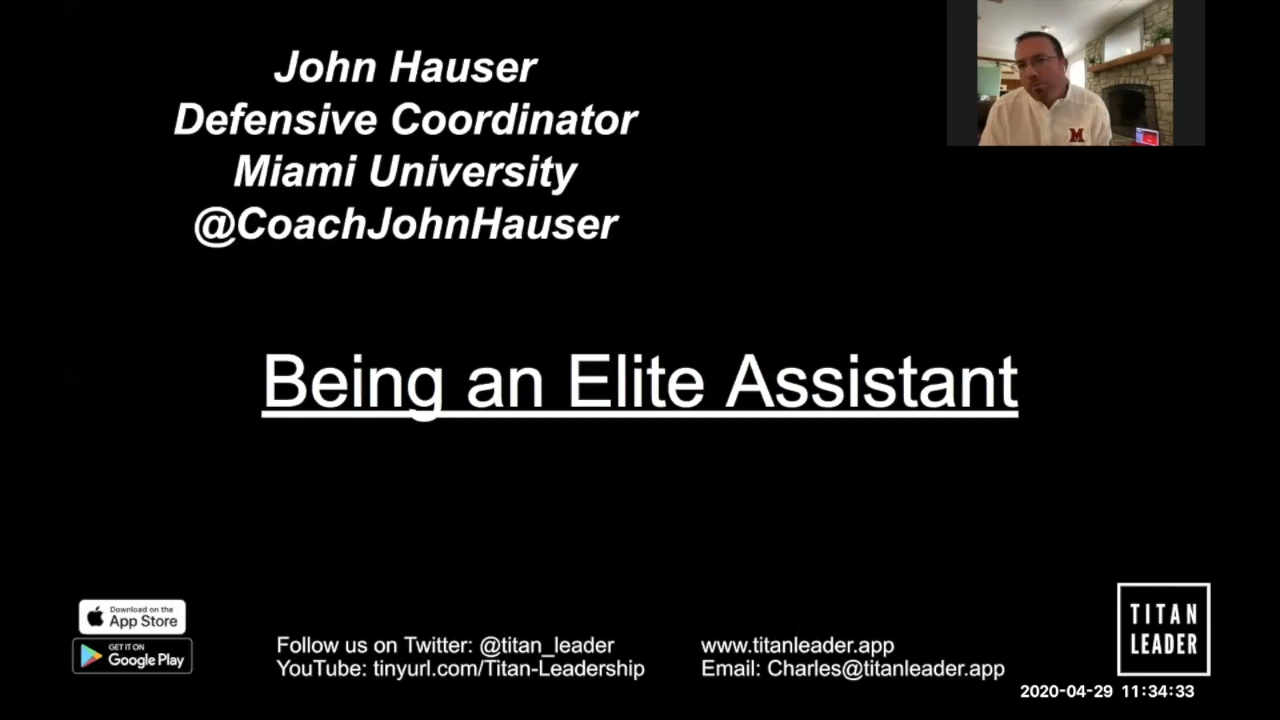 John Hauser
Defensive Coordinator
Miami University
@CoachJohnHauser
M
Being an Elite Assistant
Download on the
App Store
GET IT ON
Google Play
Follow us on Twitter: @titan_leader
YouTube: tinyurl.com/Titan-Leadership
www.titanleader.app
Email: Charles@titanleader.app
TITAN
LEADER
2020-04-29 11:34:33